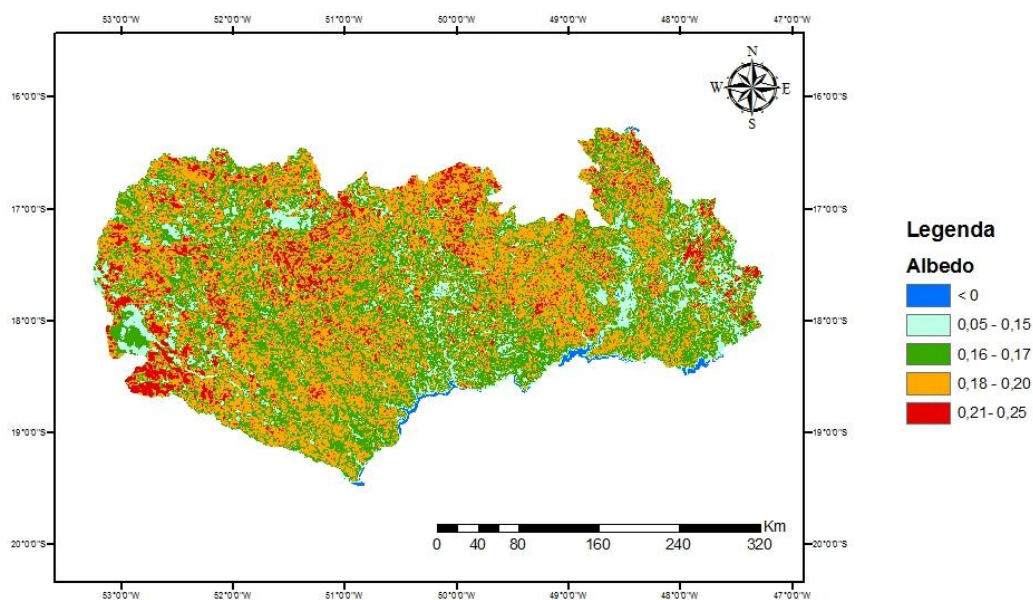 53°0'0"W 52°0'0"W 51°0'0"W 50°0'0"W 49°0'0"W 48°0'0"W 47°0'0"W
N
W E
S
16°0'0"S 16°0'0"S
17°0'0"S 17°0'0"S
18°0'0"S 18°0'0"S
19°0'0"S 19°0'0"S
20°0'0"S 20°0'0"S
Km
0 40 80 160 240 320
53°0'0"W 52°0'0"W 51°0'0"W 50°0'0"W 49°0'0"W 48°0'0"W 47°0'0"W
Legenda
Albedo
< 0
0,05 - 0,15
0,16 - 0,17
0,18 - 0,20
0,21- 0,25